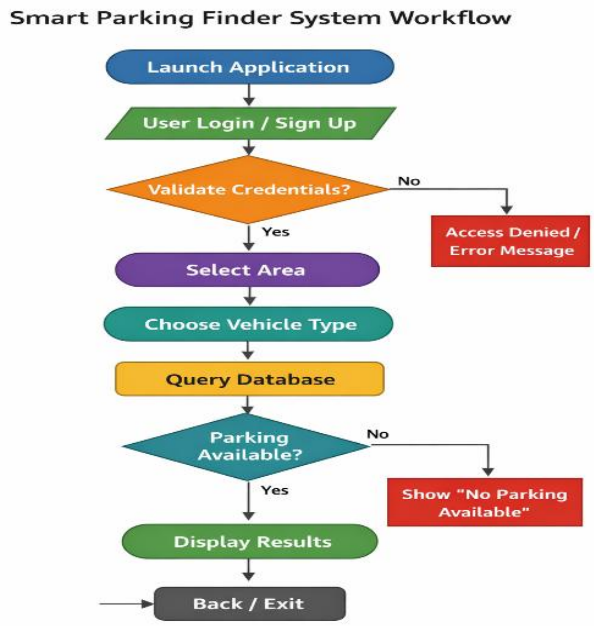 Smart Parking Finder System Workflow
Launch Application
User Login / Sign Up
Validate Credentials?
No
Access Denied /
Error Message
Yes
Select Area
Choose Vehicle Type
Query Database
Parking
Available?
No
Show "No Parking
Available"
Yes
Display Results
Back / Exit